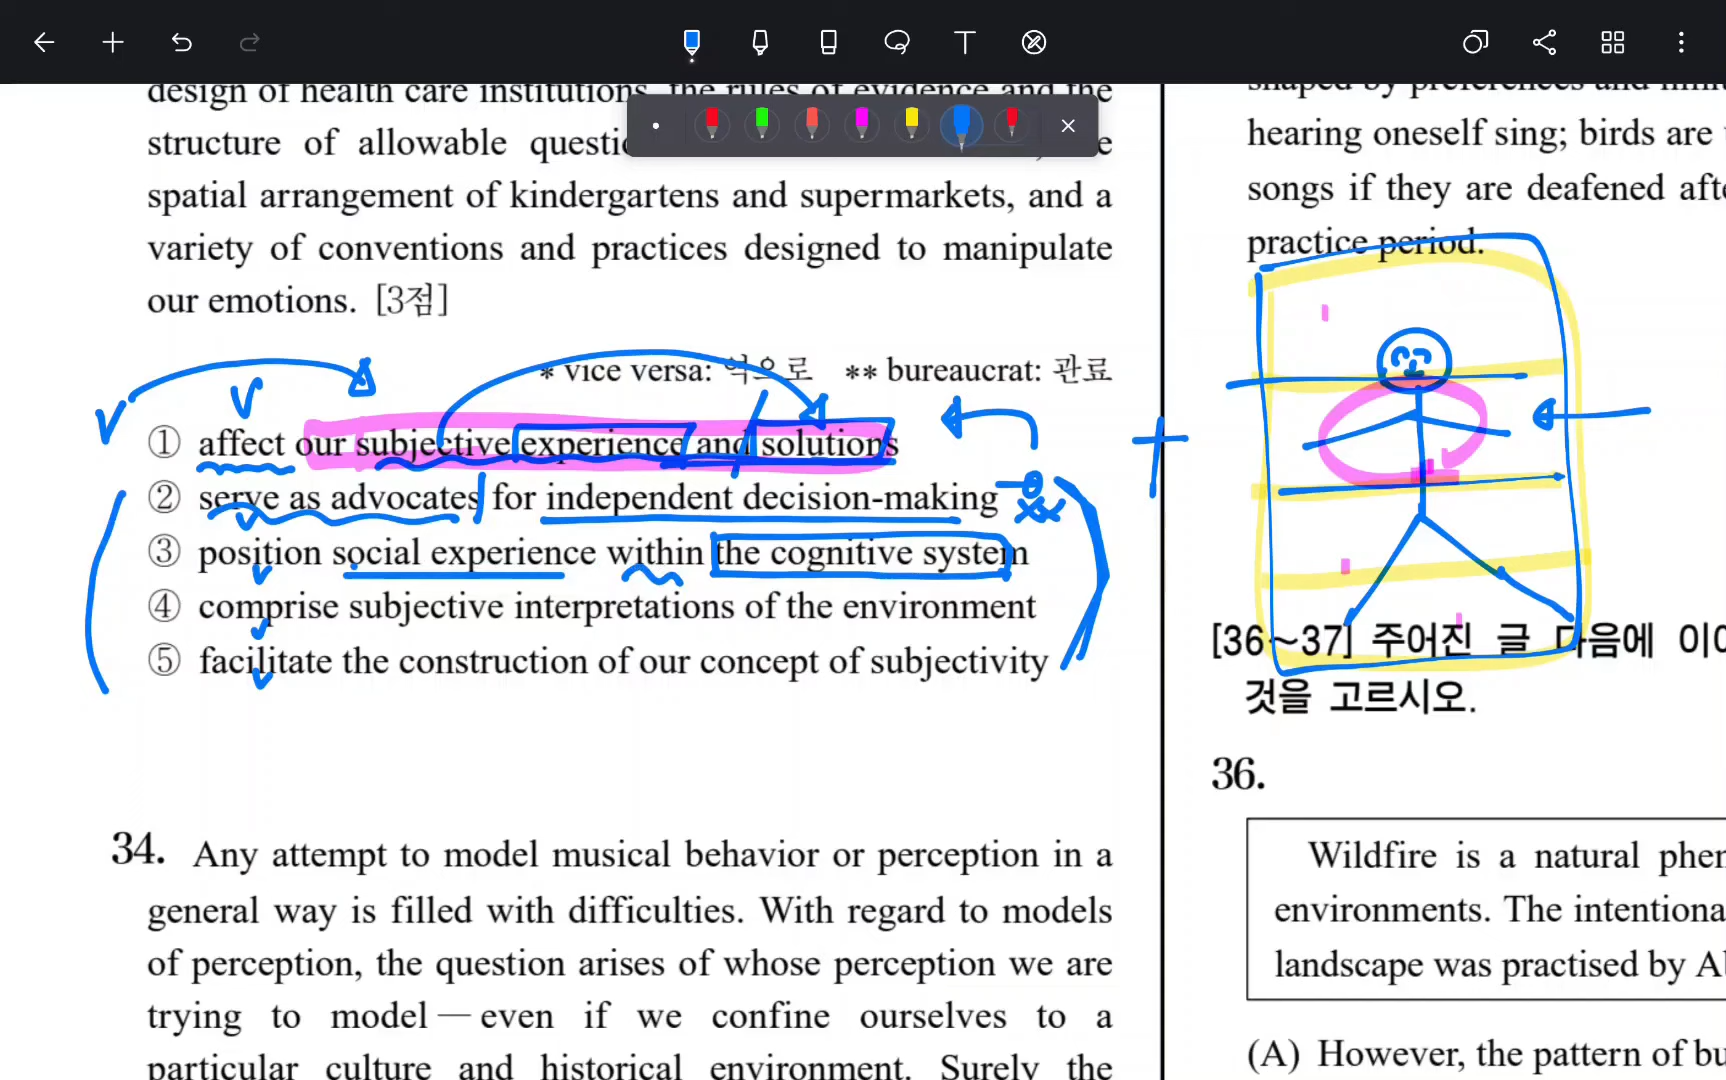 design of health care institutions, the rules of evidence and the
structure of allowable
spatial arrangement of kindergartens and supermarkets, and a
variety of conventions and practices designed to manipulate
our emotions. [3점]
* vice versa: 역으로 ** bureaucrat: 관료
① affect our subjective experience and solutions
② serve as advocates for independent decision-making
③ position social experience within the cognitive system
④ comprise subjective interpretations of the environment
⑤ facilitate the construction of our concept of subjectivity
34. Any attempt to model musical behavior or perception in a
general way is filled with difficulties. With regard to models
of perception, the question arises of whose perception we are
trying to model — even if we confine ourselves to a
particular culture and historical environment. Surely the
shaped by preferences and
hearing oneself sing; birds are
songs if they are deafened
practice period.
[36~37] 주어진 글 다음에
것을 고르시오.
36.
Wildfire is a natural
environments. The
landscape was practised by
(A) However, the pattern of